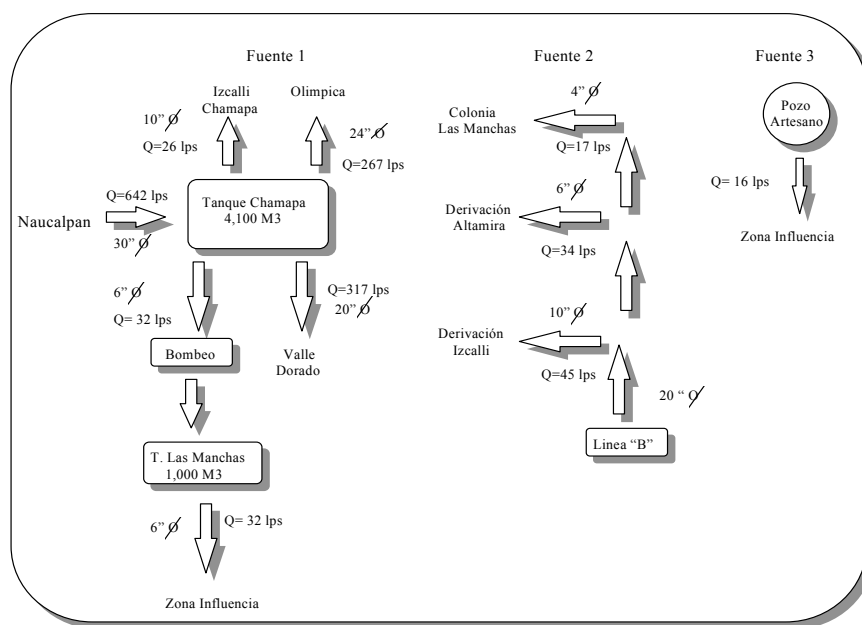 Fuente 1
Izcalli
Chamapa
Olimpica
10” Ø
Q=26 lps
24” Ø
Q=267 lps
Q=642 lps
Naucalpan
30” Ø
Tanque Chamapa
4,100 M3
6” Ø
Q= 32 lps
Q=317 lps
20” Ø
Bombeo
Valle
Dorado
T. Las Manchas
1,000 M3
6” Ø
Q= 32 lps
Zona Influencia
Fuente 2
4” Ø
Colonia
Las Manchas
Q=17 lps
6” Ø
Derivación
Altamira
Q=34 lps
10” Ø
Derivación
Izcalli
Q=45 lps
20 “ Ø
Linea “B”
Fuente 3
Pozo
Artesano
Q= 16 lps
Zona Influencia